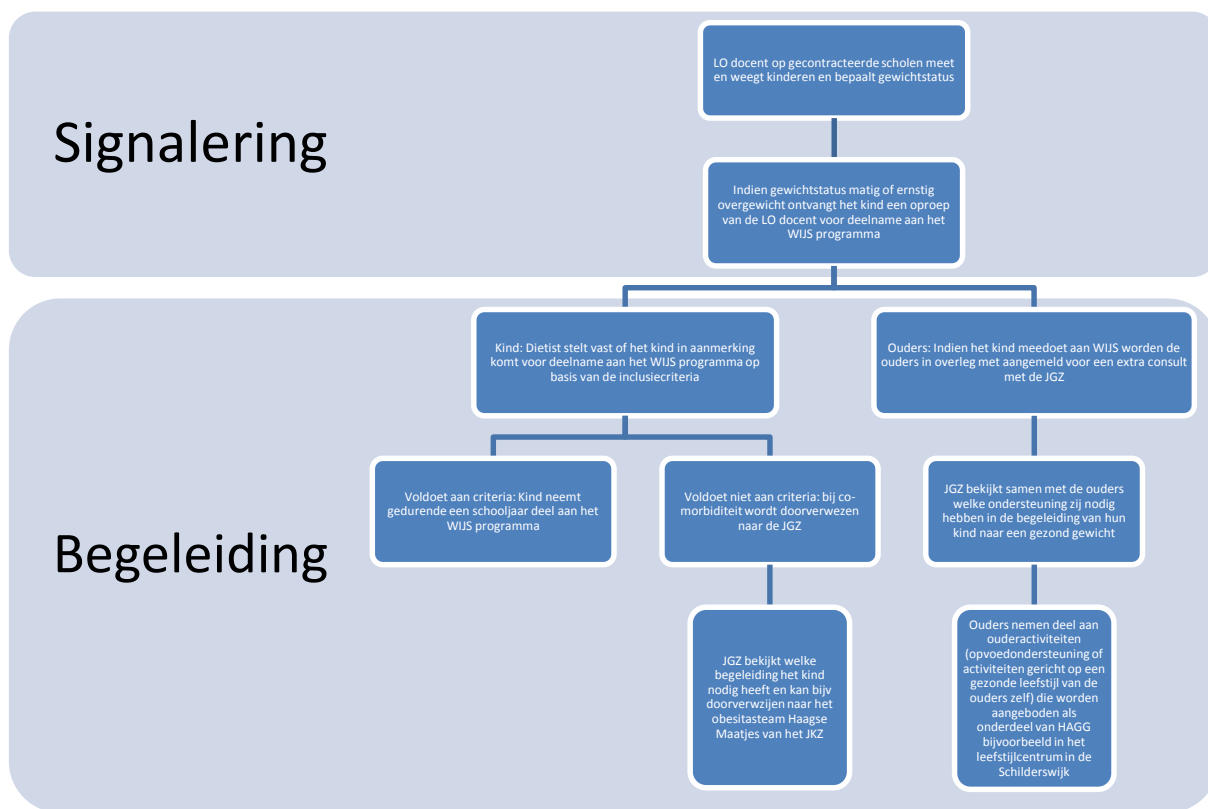 Signalering
LO docent op gecontracteerde scholen meet
en weegt kinderen en bepaalt gewichtstatus
Indien gewichtstatus matig of ernstig
overgewicht ontvangt het kind een oproep
van de LO docent voor deelname aan het
WIJS programma
Begeleiding
Kind: Dietist stelt vast of het kind in aanmerking
komt voor deelname aan het WIJS programma op
basis van de inclusiecriteria
Ouders: Indien het kind meedoet aan WIJS worden de
ouders in overleg met aangemeld voor een extra consult
met de JGZ
Voldoet aan criteria: Kind neemt
gedurende een schooljaar deel aan het
WIJS programma
Voldoet niet aan criteria: bij co-
morbiditeit wordt doorverwezen
naar de JGZ
JGZ bekijkt samen met de ouders
welke ondersteuning zij nodig
hebben in de begeleiding van hun
kind naar een gezond gewicht
JGZ bekijkt welke
begeleiding het kind
nodig heeft en kan bijv
doorverwzijen naar het
obesitasteam Haagse
Maatjes van het JKZ
Ouders nemen deel aan
ouderactiviteiten
(opvoedondersteuning of
activiteiten gericht op een
gezonde leefstijl van de
ouders zelf) die worden
aangeboden als
onderdeel van HAGG
bijvoorbeeld in het
leefstijlcentrum in de
Schilderswijk